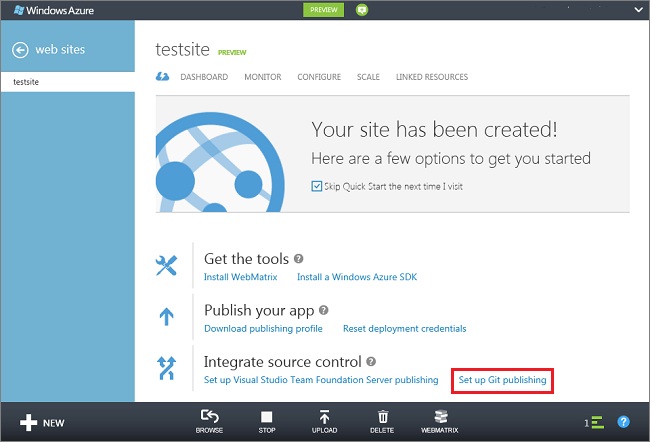 Windows Azure
PREVIEW
web sites
testsite
testsite PREVIEW
DASHBOARD MONITOR CONFIGURE SCALE LINKED RESOURCES
Your site has been created!
Here are a few options to get you started
Skip Quick Start the next time I visit
Get the tools ?
Install WebMatrix Install a Windows Azure SDK
Publish your app ?
Download publishing profile Reset deployment credentials
Integrate source control ?
Set up Visual Studio Team Foundation Server publishing Set up Git publishing
NEW
BROWSE STOP UPLOAD DELETE WEBMATRIX
1 ?